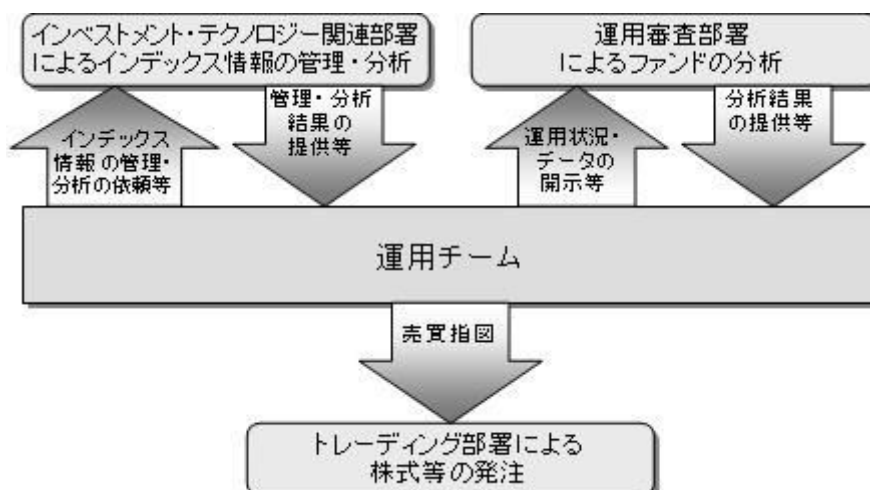 インベストメント・テクノロジー関連部署
によるインデックス情報の管理・分析
運用審査部署
によるファンドの分析
インデックス
情報の管理・
分析の依頼等
管理・分析
結果の
提供等
運用状況・
データの
開示等
分析結果
の提供等
運用チーム
売買指図
トレーディング部署による
株式等の発注